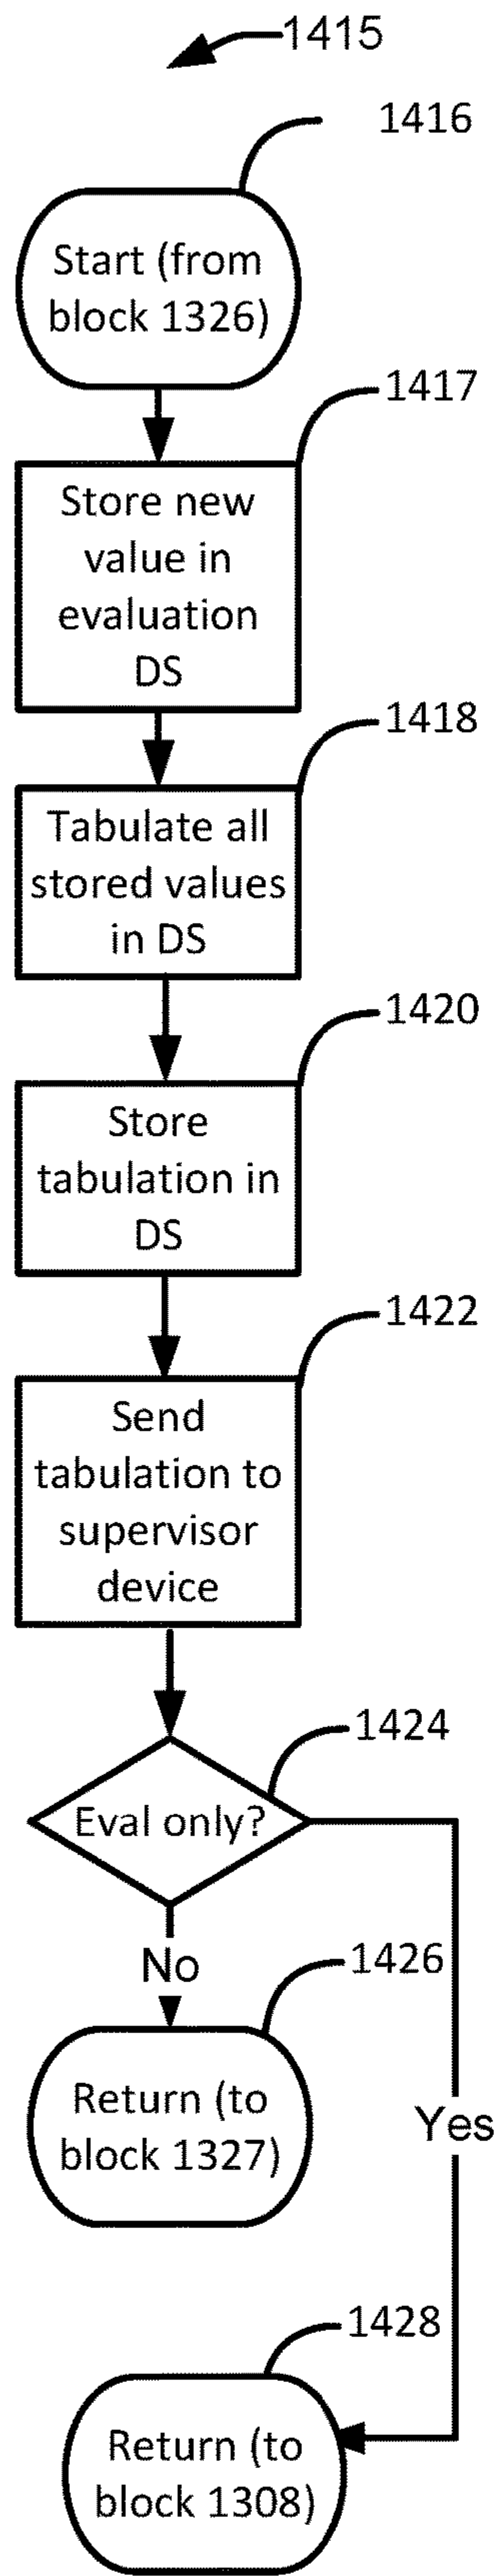 1415
1416
Start (from
block 1326)
1417
Store new
value in
evaluation
DS
1418
Tabulate all
stored values
in DS
1420
Store
tabulation in
DS
1422
Send
tabulation to
supervisor
device
1424
Eval only?
No
1426
Return (to
block 1327)
Yes
1428
Return (to
block 1308)